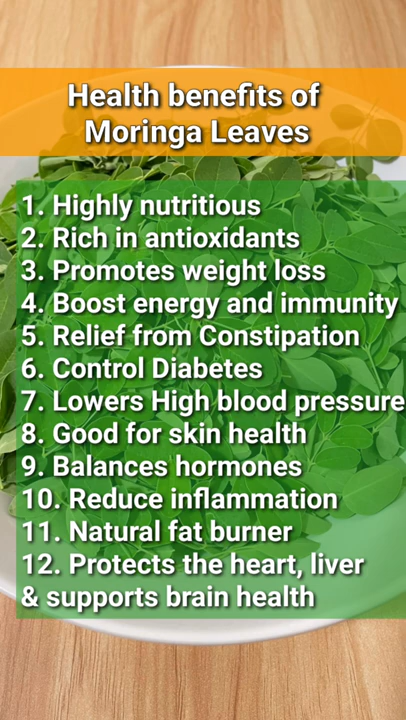 Health benefits of
Moringa Leaves
1. Highly nutritious
2. Rich in antioxidants
3. Promotes weight loss
4. Boost energy and immunity
5. Relief from Constipation
6. Control Diabetes
7. Lowers High blood pressure
8. Good for skin health
9. Balances hormones
10. Reduce inflammation
11. Natural fat burner
12. Protects the heart, liver
& supports brain health